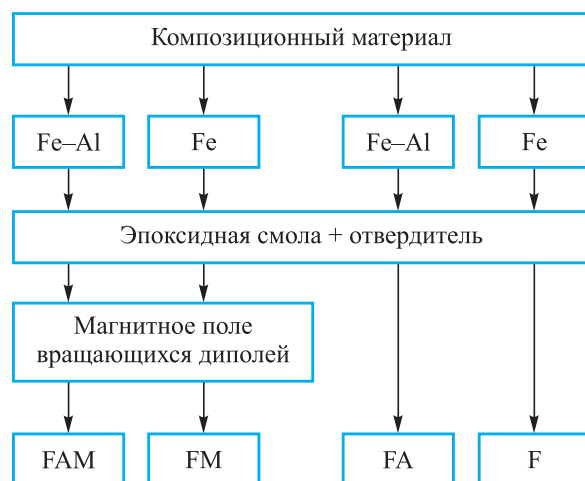 Композиционный материал
Fe–Al Fe Fe–Al Fe
Эпоксидная смола + отвердитель
Магнитное поле
вращающихся диполей
FAM FM FA F